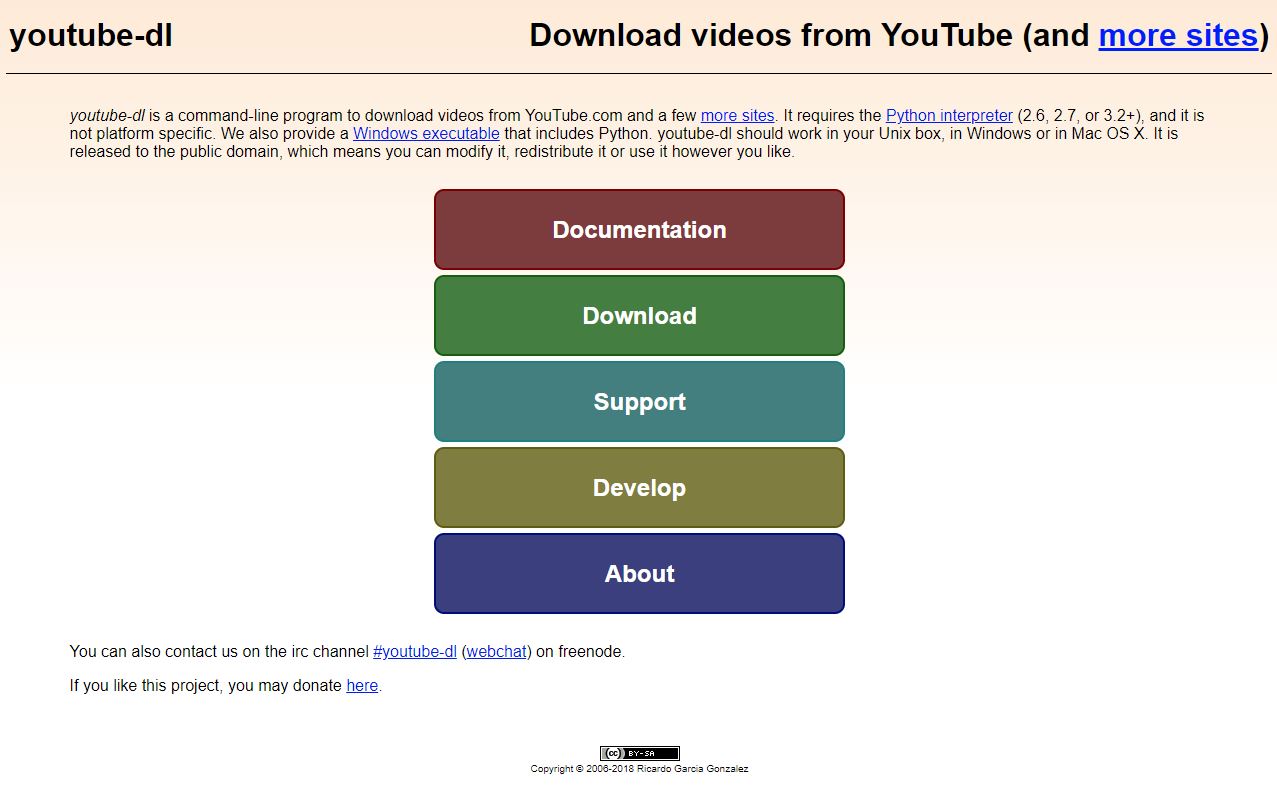 youtube-dl
Download videos from YouTube (and more sites)
youtube-dl is a command-line program to download videos from YouTube.com and a few more sites. It requires the Python interpreter (2.6, 2.7, or 3.2+), and it is
not platform specific. We also provide a Windows executable that includes Python. youtube-dl should work in your Unix box, in Windows or in Mac OS X. It is
released to the public domain, which means you can modify it, redistribute it or use it however you like.
Documentation
Download
Support
Develop
About
You can also contact us on the irc channel #youtube-dl (webchat) on freenode.
If you like this project, you may donate here.
(cc) BY-SA
Copyright © 2006-2018 Ricardo Garcia Gonzalez